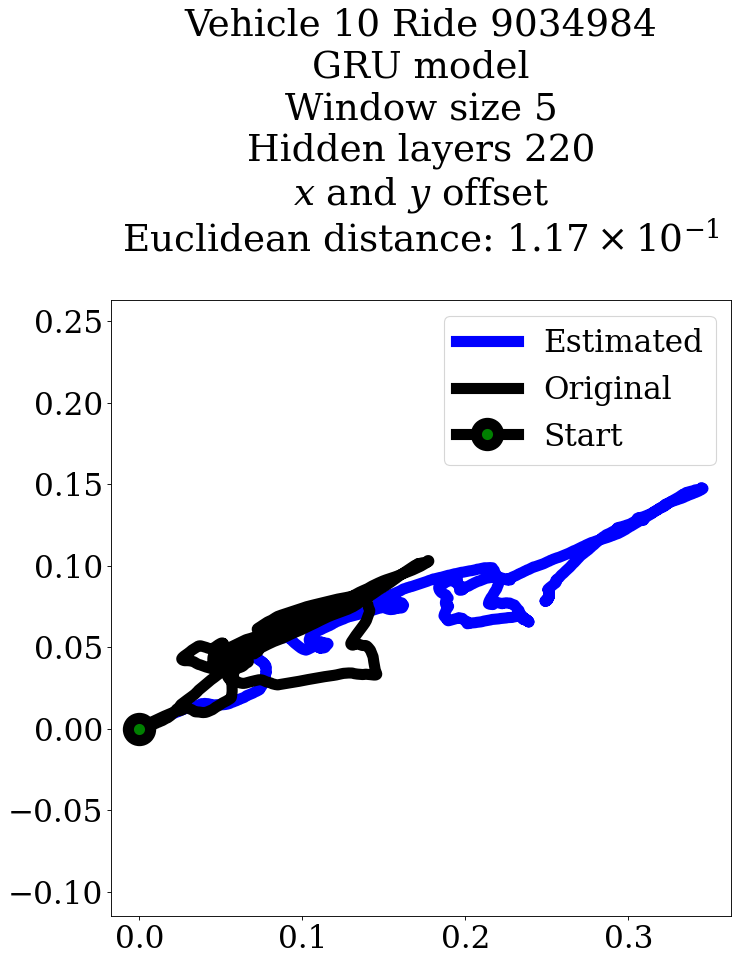 Vehicle 10 Ride 9034984
GRU model
Window size 5
Hidden layers 220
x and y offset
Euclidean distance: 1.17 × 10⁻¹
Estimated
Original
Start
0.25
0.20
0.15
0.10
0.05
0.00
−0.05
−0.10
0.0 0.1 0.2 0.3